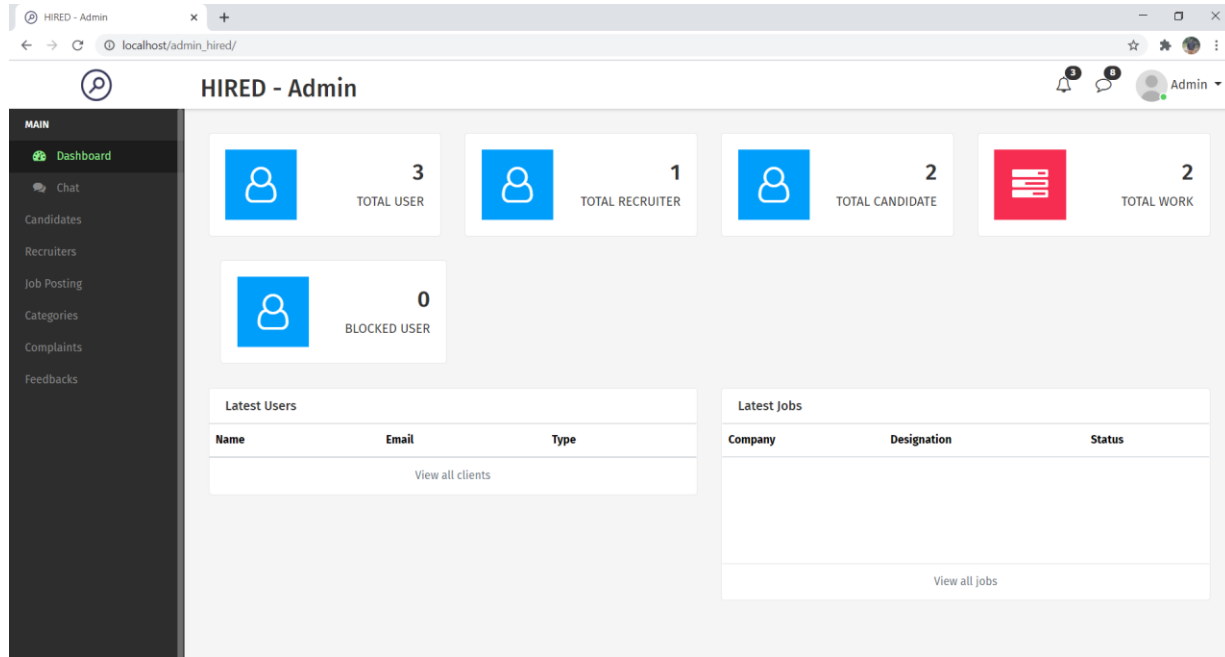 HIRED - Admin
localhost/admin_hired/
HIRED - Admin
3
8
Admin
MAIN
Dashboard
Chat
Candidates
Recruiters
Job Posting
Categories
Complaints
Feedbacks
3
TOTAL USER
1
TOTAL RECRUITER
2
TOTAL CANDIDATE
2
TOTAL WORK
0
BLOCKED USER
Latest Users
Name Email Type
View all clients
Latest Jobs
Company Designation Status
View all jobs